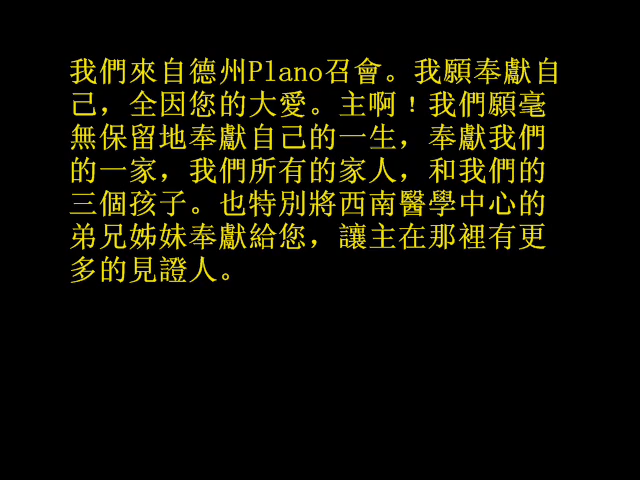 我們來自德州Plano召會。我願奉獻自
己，全因您的大愛。主啊！我們願毫
無保留地奉獻自己的一生，奉獻我們
的一家，我們所有的家人，和我們的
三個孩子。也特別將西南醫學中心的
弟兄姊妹奉獻給您，讓主在那裡有更
多的見證人。